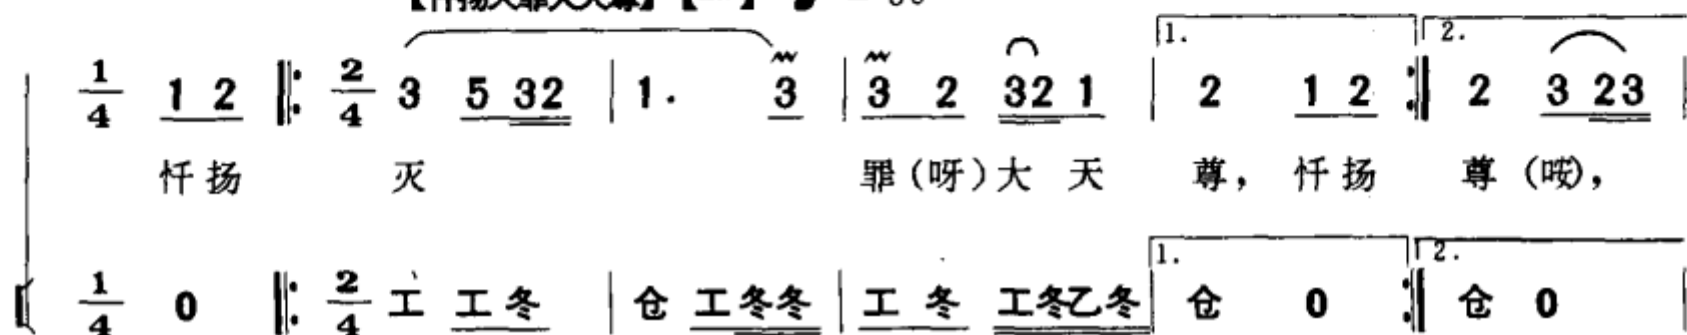 1. 2.
1/4 1 2 2/4 3 5 32 1. 3 3 2 32 1 2 1 2 2 3 23
忏扬 灭 罪(呀)大 天 尊, 忏扬 尊(咹),
1. 2.
1/4 0 2/4 工 工冬 仓 工冬冬 工冬 工冬乙冬 仓 0 仓 0